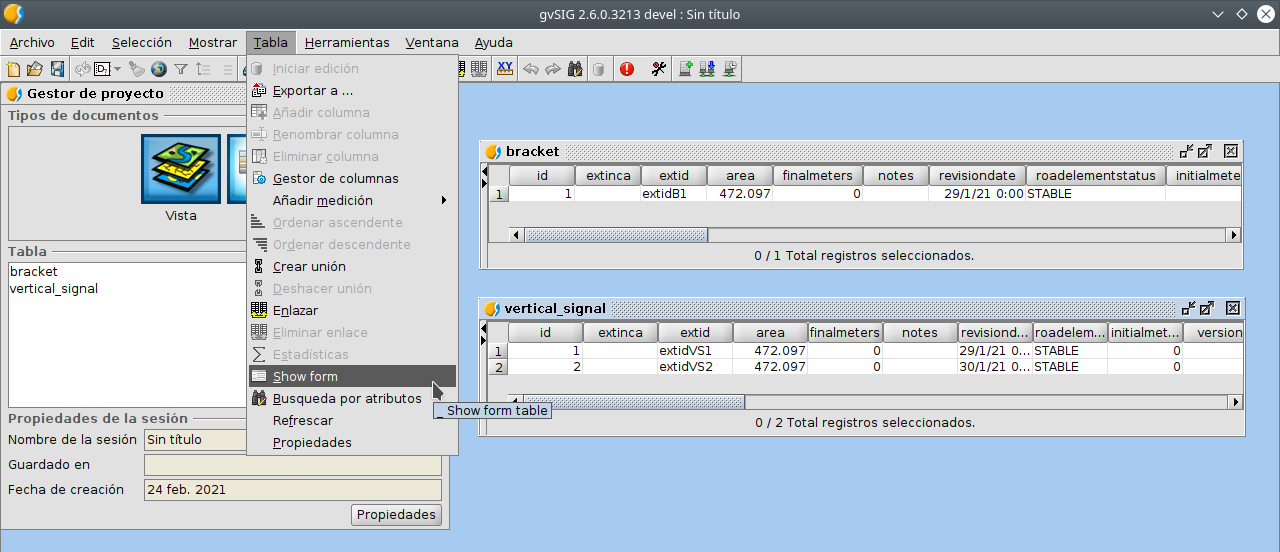 gvSIG 2.6.0.3213 devel : Sin título
Archivo Edit Selección Mostrar Tabla Herramientas Ventana Ayuda
Gestor de proyecto
Tipos de documentos
Vista
Tabla
bracket
vertical_signal
Propiedades de la sesión
Nombre de la sesión Sin título
Guardado en
Fecha de creación 24 feb. 2021
Propiedades
Iniciar edición
Exportar a ...
Añadir columna
Renombrar columna
Eliminar columna
Gestor de columnas
Añadir medición
Ordenar ascendente
Ordenar descendente
Crear unión
Deshacer unión
Enlazar
Eliminar enlace
Estadísticas
Show form
Busqueda por atributos
Refrescar
Propiedades
_ Show form table
XY
bracket
id extinca extid area finalmeters notes revisiondate roadelementstatus initialmete
1 1 extidB1 472.097 0 29/1/21 0:00 STABLE
0 / 1 Total registros seleccionados.
vertical_signal
id extinca extid area finalmeters notes revisiond... roadelem... initialmet... version
1 1 extidVS1 472.097 0 29/1/21 0... STABLE 0
2 2 extidVS2 472.097 0 30/1/21 0... STABLE 0
0 / 2 Total registros seleccionados.